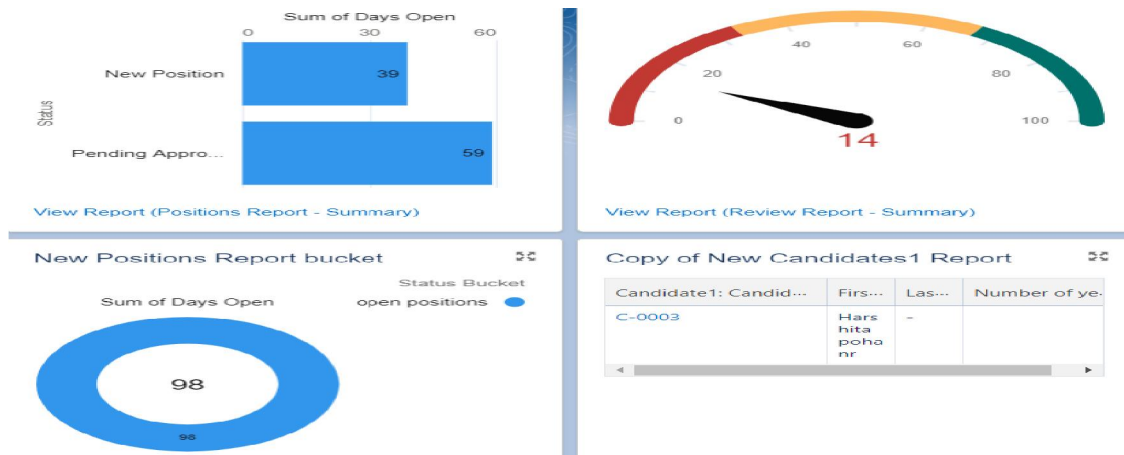 Sum of Days Open
0 30 60
New Position 39
Status
Pending Appro... 59
View Report (Positions Report - Summary)
0 20 40 60 80 100
14
View Report (Review Report - Summary)
New Positions Report bucket
Status Bucket
Sum of Days Open open positions
98
98
Copy of New Candidates1 Report
Candidate1: Candid... Firs... Las... Number of ye.
C-0003 Hars -
hita
poha
nr